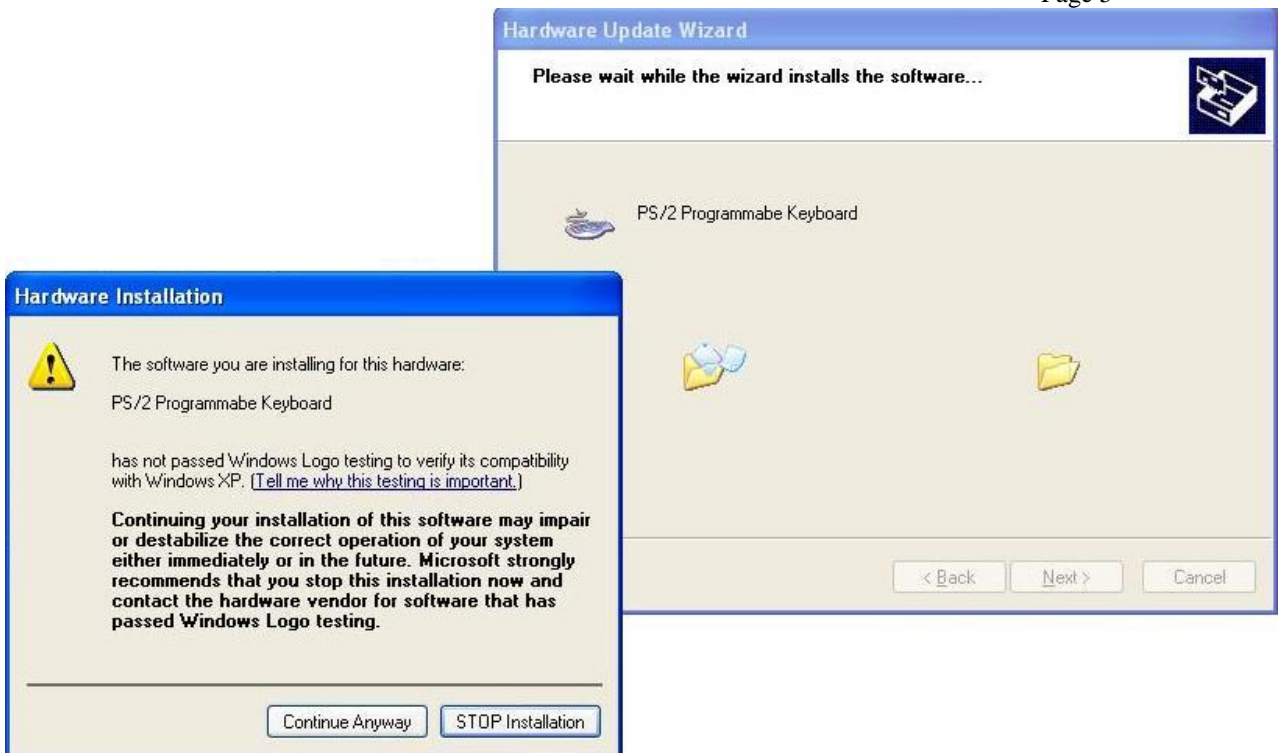 Hardware Update Wizard
Please wait while the wizard installs the software...
PS/2 Programmabe Keyboard
< Back
Next >
Cancel
Hardware Installation
The software you are installing for this hardware:
PS/2 Programmabe Keyboard
has not passed Windows Logo testing to verify its compatibility
with Windows XP. (Tell me why this testing is important.)
Continuing your installation of this software may impair
or destabilize the correct operation of your system
either immediately or in the future. Microsoft strongly
recommends that you stop this installation now and
contact the hardware vendor for software that has
passed Windows Logo testing.
Continue Anyway
STOP Installation